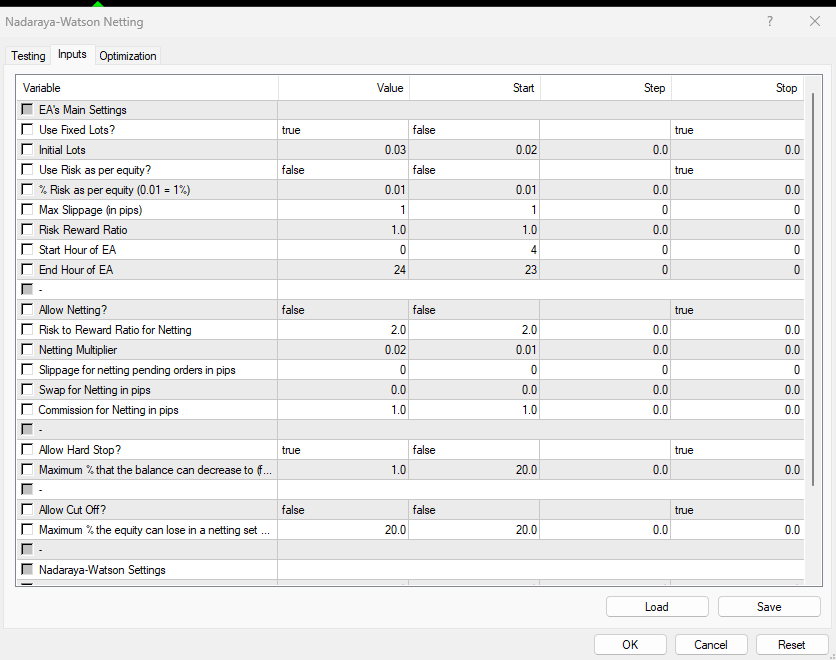 Nadaraya-Watson Netting ? ×
Testing Inputs Optimization
Variable Value Start Step Stop
EA's Main Settings
Use Fixed Lots? true false true
Initial Lots 0.03 0.02 0.0 0.0
Use Risk as per equity? false false true
% Risk as per equity (0.01 = 1%) 0.01 0.01 0.0 0.0
Max Slippage (in pips) 1 1 0 0
Risk Reward Ratio 1.0 1.0 0.0 0.0
Start Hour of EA 0 4 0 0
End Hour of EA 24 23 0 0
-
Allow Netting? false false true
Risk to Reward Ratio for Netting 2.0 2.0 0.0 0.0
Netting Multiplier 0.02 0.01 0.0 0.0
Slippage for netting pending orders in pips 0 0 0 0
Swap for Netting in pips 0.0 0.0 0.0 0.0
Commission for Netting in pips 1.0 1.0 0.0 0.0
-
Allow Hard Stop? true false true
Maximum % that the balance can decrease to (f... 1.0 20.0 0.0 0.0
-
Allow Cut Off? false false true
Maximum % the equity can lose in a netting set ... 20.0 20.0 0.0 0.0
-
Nadaraya-Watson Settings
Load Save
OK Cancel Reset